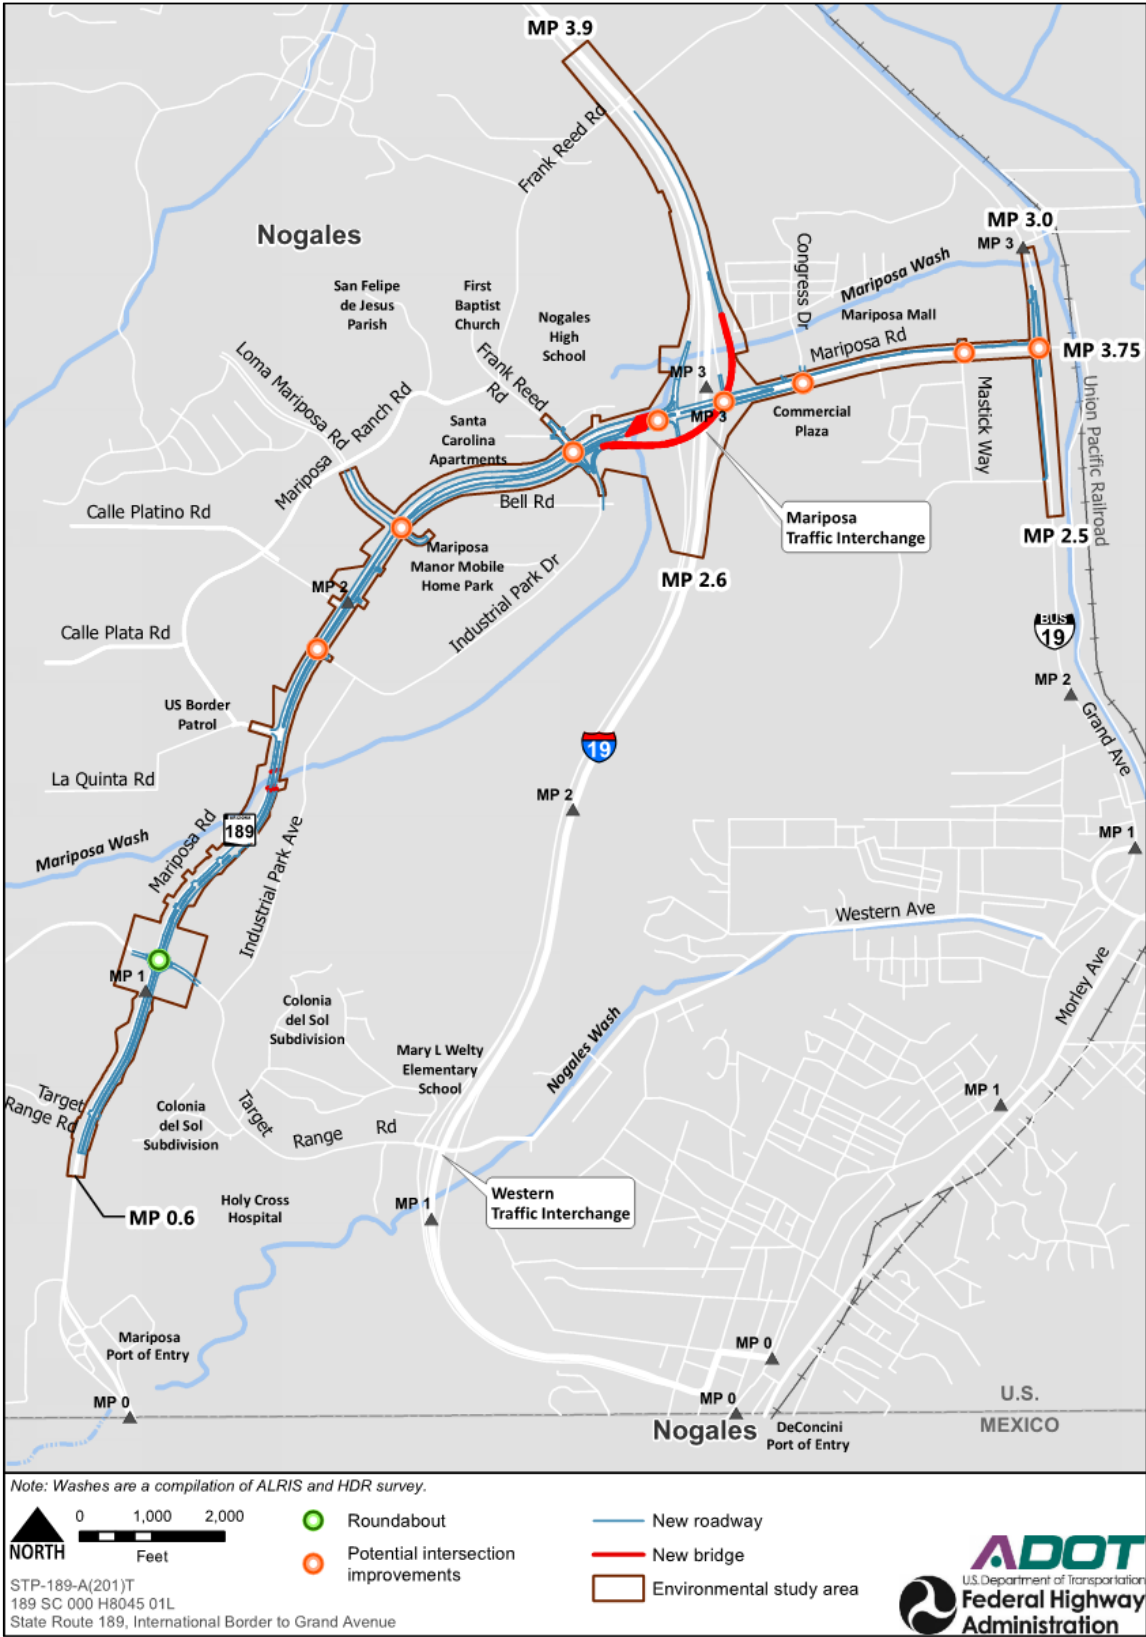 MP 3.9
Frank Reed Rd
Nogales
MP 3.0
MP 3
Congress Dr
Mariposa Wash
San Felipe
de Jesus
Parish
First
Baptist
Church
Nogales
High
School
Mariposa Mall
Mariposa Rd
MP 3.75
Loma Mariposa Rd
Frank Reed
Rd
MP 3
MP 3
Mariposa Ranch Rd
Santa
Carolina
Apartments
Commercial
Plaza
Mastick Way
Union Pacific Railroad
Bell Rd
Calle Platino Rd
Mariposa
Traffic Interchange
MP 2.5
Mariposa
Manor Mobile
Home Park
MP 2.6
Industrial Park Dr
MP 2
Calle Plata Rd
BUS
19
MP 2
US Border
Patrol
Grand Ave
19
La Quinta Rd
MP 2
ARIZONA
189
Mariposa Rd
Mariposa Wash
Industrial Park Ave
MP 1
Western Ave
MP 1
Morley Ave
Colonia
del Sol
Subdivision
Nogales Wash
Mary L Welty
Elementary
School
MP 1
Target
Range Rd
Colonia
del Sol
Subdivision
Target Range Rd
Western
Traffic Interchange
MP 1
Holy Cross
Hospital
MP 0.6
Mariposa
Port of Entry
MP 0
MP 0
MP 0
U.S.
MEXICO
Nogales
DeConcini
Port of Entry
Note: Washes are a compilation of ALRIS and HDR survey.
NORTH
0 1,000 2,000
Feet
Roundabout
Potential intersection
improvements
New roadway
New bridge
Environmental study area
STP-189-A(201)T
189 SC 000 H8045 01L
State Route 189, International Border to Grand Avenue
ADOT
U.S. Department of Transportation
Federal Highway
Administration